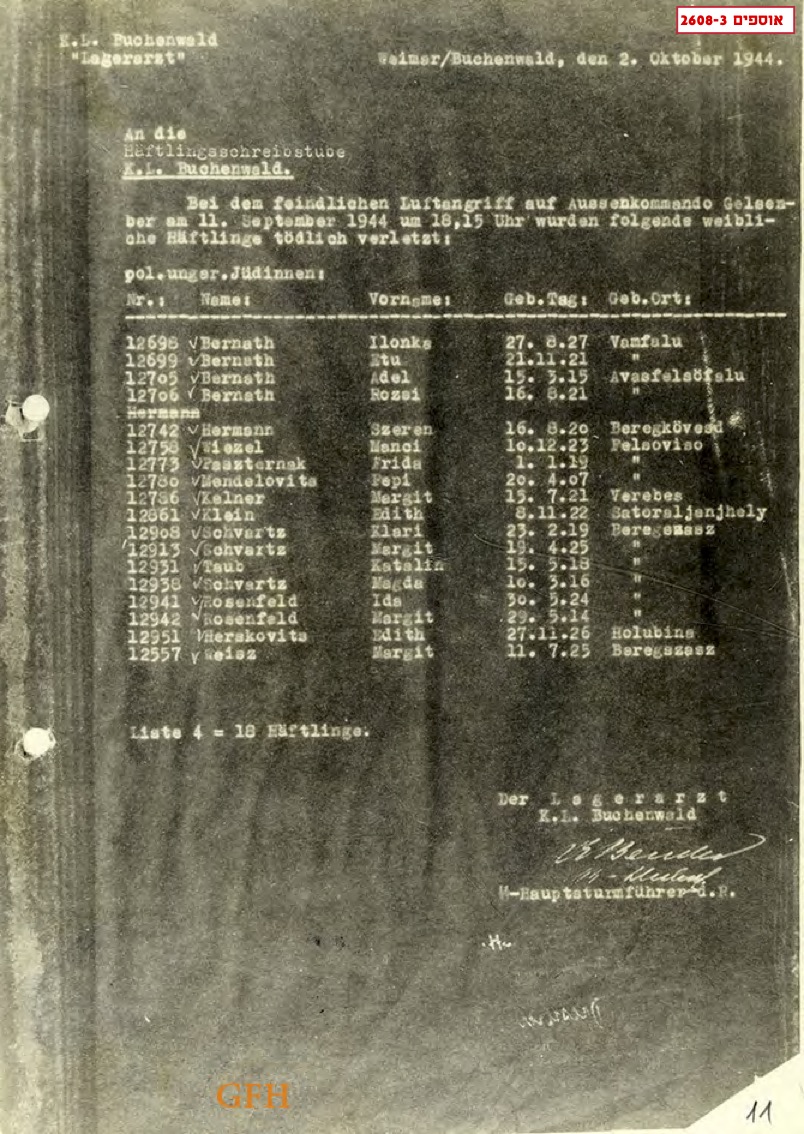 אוספים 2608-3
K.L. Buchenwald
"Lagerarzt"
Weimar/Buchenwald, den 2. Oktober 1944.
An die
Häftlingsschreibstube
K.L. Buchenwald.
Bei dem feindlichen Luftangriff auf Aussenkommando Gelsen-
ber am 11. September 1944 um 18,15 Uhr wurden folgende weibli-
che Häftlinge tödlich verletzt:
pol.ungar.Jüdinnen:
Nr.: Name: Vorname: Geb.Tag: Geb.Ort:
12698 Bernath Ilonka 27. 8.27 Vamfalu
12699 Bernath Etu 21.11.21 "
12705 Bernath Adel 15. 3.15 Avasfelsöfalu
12706 Bernath Rozsi 16. 8.21 "
Hermann
12742 Hermann Szeren 16. 8.20 Beregkövesd
12758 Wiezel Manci 10.12.23 Felsoviso
12773 Paszternak Frida 1. 1.19 "
12780 Mendelovits Pepi 20. 4.07 "
12786 Kelner Margit 15. 7.21 Verebes
12861 Klein Edith 8.11.22 Satoraljenjhely
12908 Schvartz Klari 23. 2.19 Beregszasz
12913 Schvartz Margit 19. 4.25 "
12931 Taub Katalin 15. 5.18 "
12938 Schvartz Magda 10. 3.16 "
12941 Rosenfeld Ida 30. 5.24 "
12942 Rosenfeld Margit 29. 5.14 "
12951 Herskovits Edith 27.11.26 Holubina
12557 Weisz Margit 11. 7.25 Beregszasz
Liste 4 = 18 Häftlinge.
Der Lagerarzt
K.L. Buchenwald
Bender
-Hauptsturmführer d.R.
GFH
11